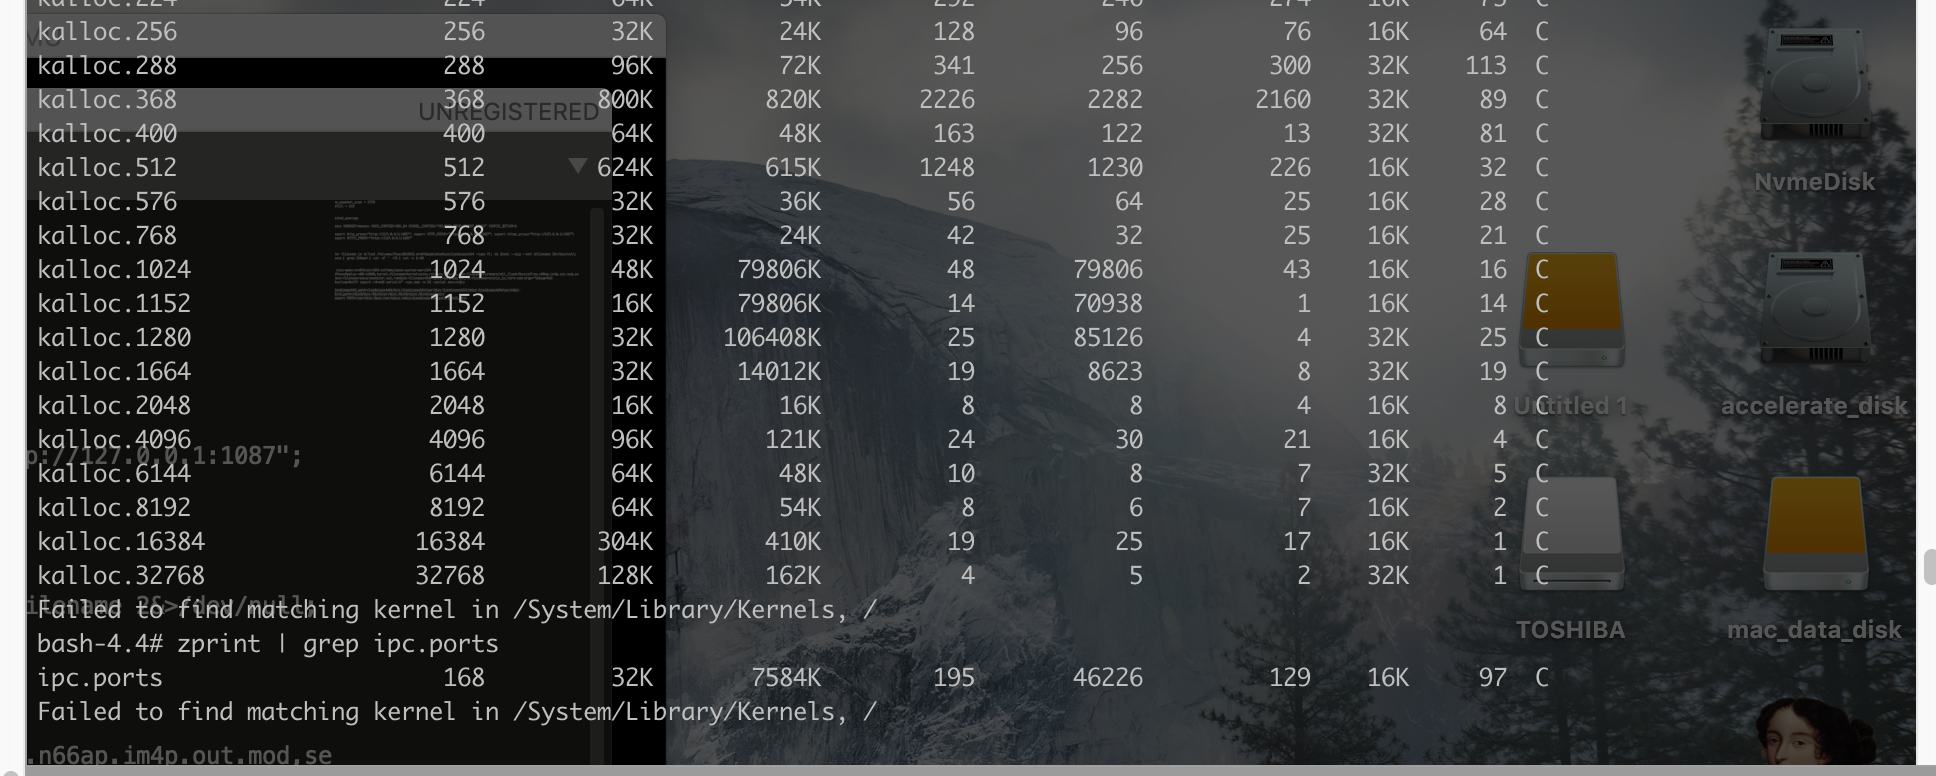 kalloc.224 224 64K 54K 292 246 274 16K 73 C
kalloc.256 256 32K 24K 128 96 76 16K 64 C
kalloc.288 288 96K 72K 341 256 300 32K 113 C
kalloc.368 368 800K 820K 2226 2282 2160 32K 89 C
UNREGISTERED
kalloc.400 400 64K 48K 163 122 13 32K 81 C
kalloc.512 512 624K 615K 1248 1230 226 16K 32 C
NvmeDisk
kalloc.576 576 32K 36K 56 64 25 16K 28 C
kalloc.768 768 32K 24K 42 32 25 16K 21 C
kalloc.1024 1024 48K 79806K 48 79806 43 16K 16 C
kalloc.1152 1152 16K 79806K 14 70938 1 16K 14 C
kalloc.1280 1280 32K 106408K 25 85126 4 32K 25 C
kalloc.1664 1664 32K 14012K 19 8623 8 32K 19 C
kalloc.2048 2048 16K 16K 8 8 4 16K 8 C
Untitled 1 accelerate_disk
kalloc.4096 4096 96K 121K 24 30 21 16K 4 C
p://127.0.0.1:1087";
kalloc.6144 6144 64K 48K 10 8 7 32K 5 C
kalloc.8192 8192 64K 54K 8 6 7 16K 2 C
kalloc.16384 16384 304K 410K 19 25 17 16K 1 C
kalloc.32768 32768 128K 162K 4 5 2 32K 1 C
ilename 2&>/dev/null;
Failed to find matching kernel in /System/Library/Kernels, /
TOSHIBA mac_data_disk
bash-4.4# zprint | grep ipc.ports
ipc.ports 168 32K 7584K 195 46226 129 16K 97 C
Failed to find matching kernel in /System/Library/Kernels, /
.n66ap.im4p.out.mod,se